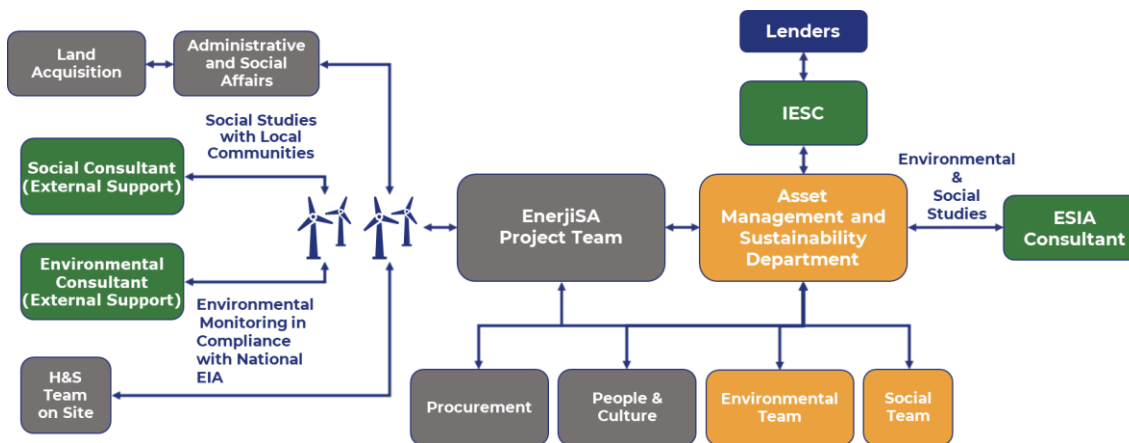 Lenders
Land
Acquisition
Administrative
and Social
Affairs
IESC
Social Studies
with Local
Communities
Social Consultant
(External Support)
Environmental
&
Social
Studies
EnerjiSA
Project Team
Asset
Management and
Sustainability
Department
ESIA
Consultant
Environmental
Consultant
(External Support)
Environmental
Monitoring in
Compliance
with National
EIA
H&S
Team
on Site
Procurement
People &
Culture
Environmental
Team
Social
Team